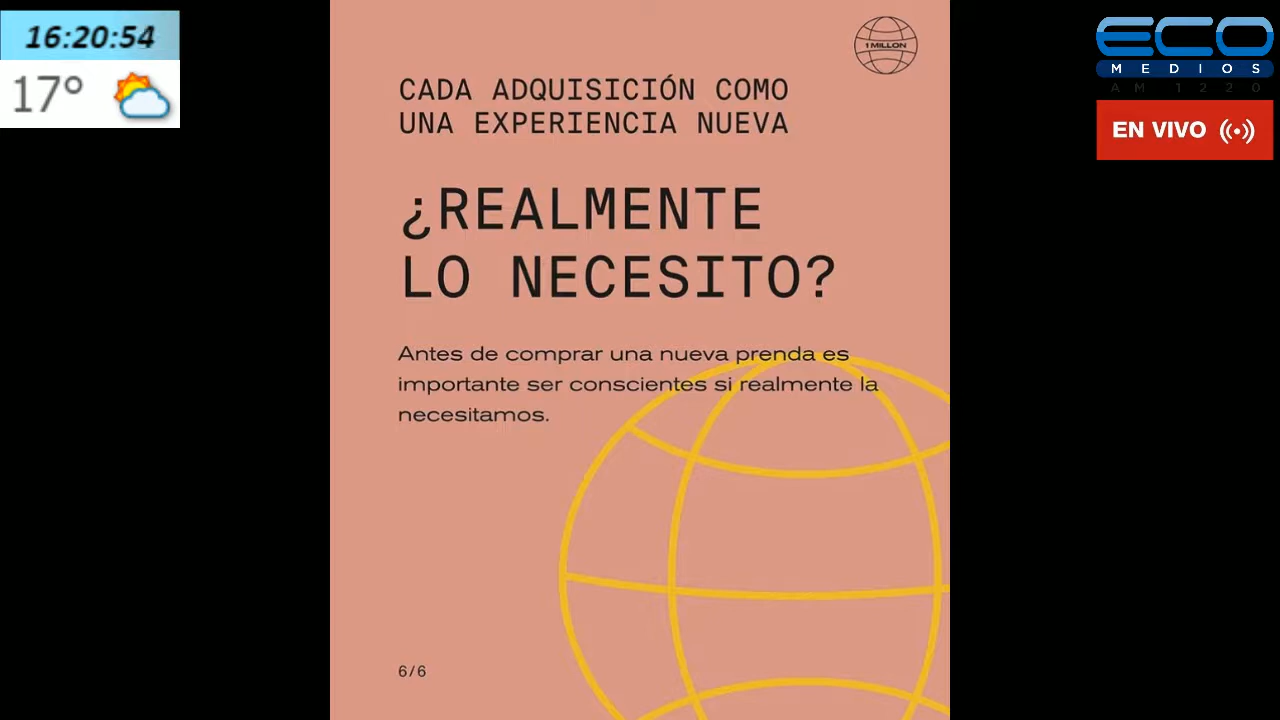 16:20:54
17°
1 MILLON
CADA ADQUISICIÓN COMO
UNA EXPERIENCIA NUEVA
¿REALMENTE
LO NECESITO?
Antes de comprar una nueva prenda es
importante ser conscientes si realmente la
necesitamos.
6/6
ECO
MEDIOS
AM 1220
EN VIVO